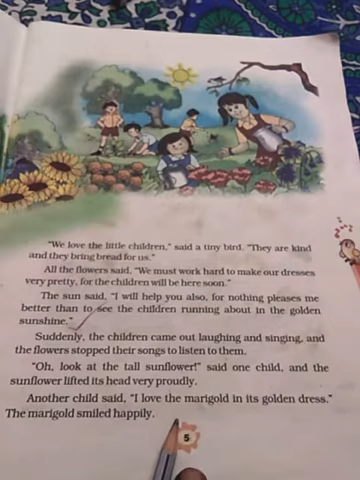 "We love the little children," said a tiny bird. "They are kind
and they bring bread for us."
All the flowers said, "We must work hard to make our dresses
very pretty, for the children will be here soon."
The sun said, "I will help you also, for nothing pleases me
better than to see the children running about in the golden
sunshine."
Suddenly, the children came out laughing and singing, and
the flowers stopped their songs to listen to them.
"Oh, look at the tall sunflower!" said one child, and the
sunflower lifted its head very proudly.
Another child said, "I love the marigold in its golden dress."
The marigold smiled happily.
5